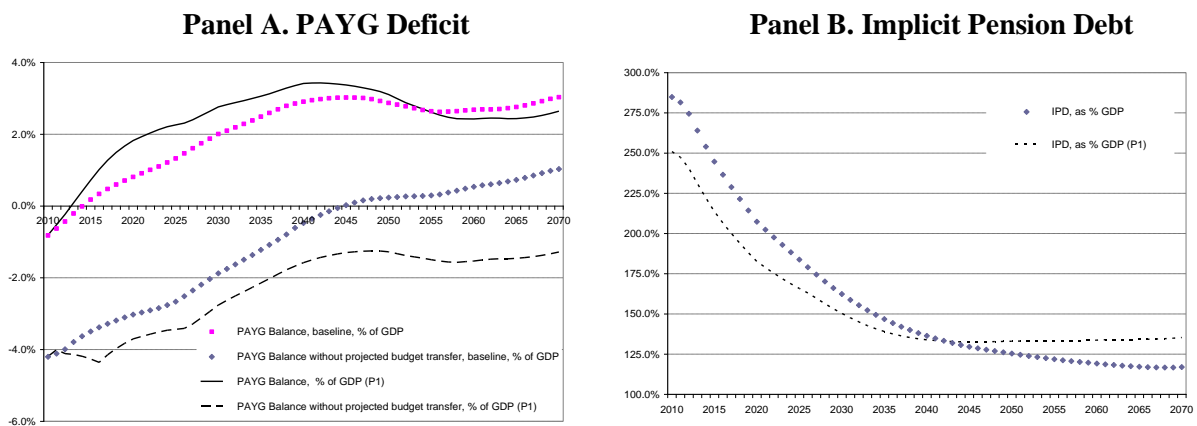 Panel A. PAYG Deficit
4.0%
2.0%
0.0%
-2.0%
-4.0%
-6.0%
2010 2015 2020 2025 2030 2035 2040 2045 2050 2055 2060 2065 2070
PAYG Balance, baseline, % of GDP
PAYG Balance without projected budget transfer, baseline, % of GDP
PAYG Balance, % of GDP (P1)
PAYG Balance without projected budget transfer, % of GDP (P1)
Panel B. Implicit Pension Debt
300.0%
275.0%
250.0%
225.0%
200.0%
175.0%
150.0%
125.0%
100.0%
2010 2015 2020 2025 2030 2035 2040 2045 2050 2055 2060 2065 2070
IPD, as % GDP
IPD, as % GDP (P1)